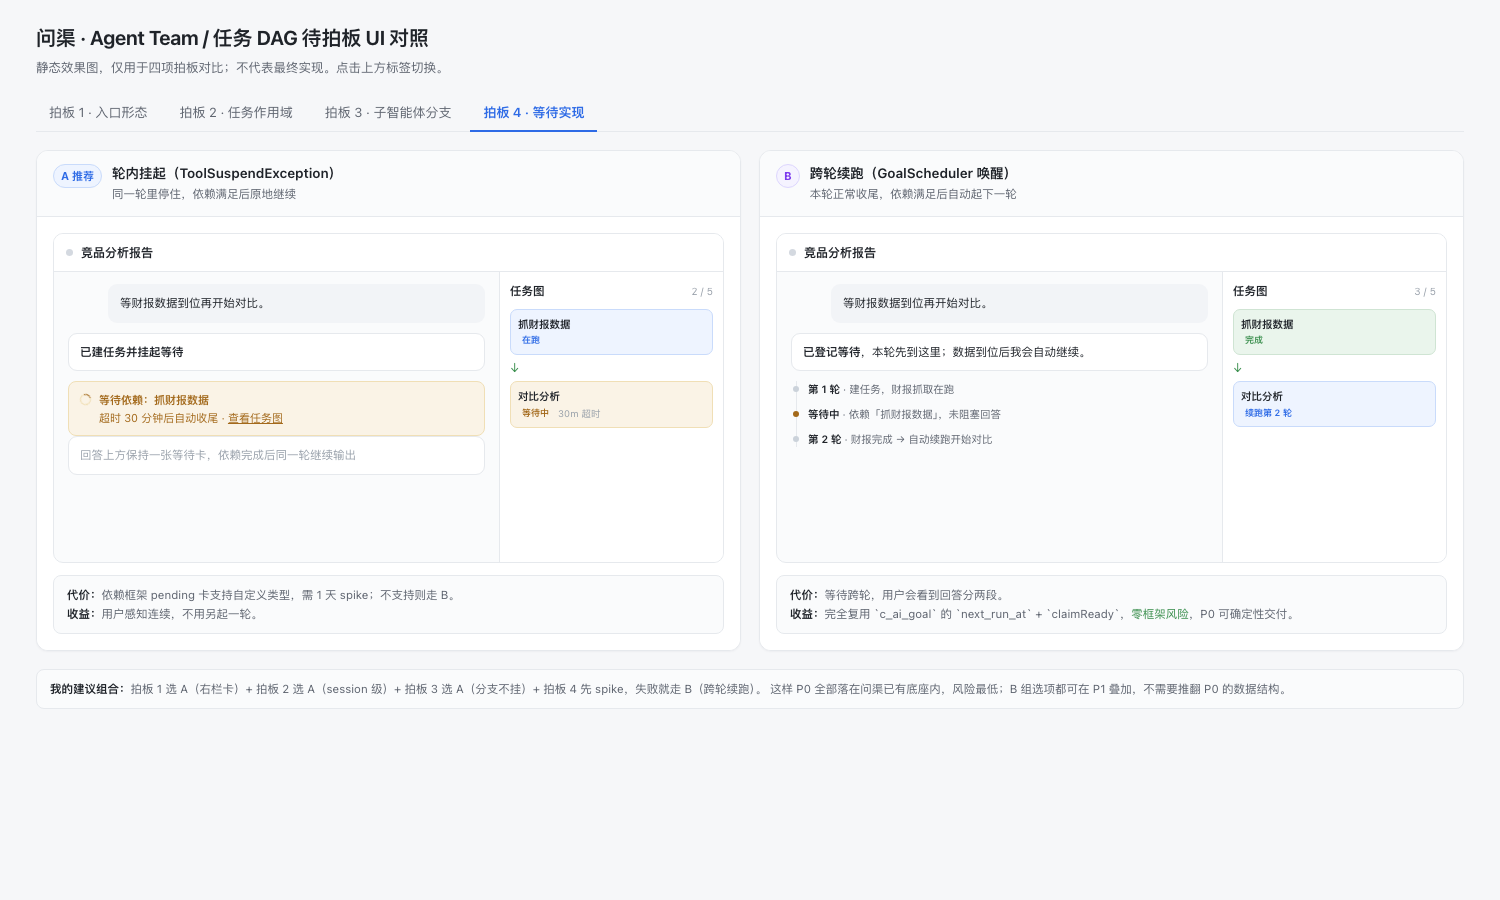 问渠 · Agent Team / 任务 DAG 待拍板 UI 对照
静态效果图，仅用于四项拍板对比；不代表最终实现。点击上方标签切换。
拍板 1 · 入口形态
拍板 2 · 任务作用域
拍板 3 · 子智能体分支
拍板 4 · 等待实现
A 推荐
轮内挂起（ToolSuspendException）
同一轮里停住，依赖满足后原地继续
竞品分析报告
等财报数据到位再开始对比。
已建任务并挂起等待
等待依赖：抓财报数据
超时 30 分钟后自动收尾 · 查看任务图
回答上方保持一张等待卡，依赖完成后同一轮继续输出
任务图
2 / 5
抓财报数据
在跑
↓
对比分析
等待中 30m 超时
代价：依赖框架 pending 卡支持自定义类型，需 1 天 spike；不支持则走 B。
收益：用户感知连续，不用另起一轮。
B
跨轮续跑（GoalScheduler 唤醒）
本轮正常收尾，依赖满足后自动起下一轮
竞品分析报告
等财报数据到位再开始对比。
已登记等待，本轮先到这里；数据到位后我会自动继续。
第 1 轮 · 建任务，财报抓取在跑
等待中 · 依赖「抓财报数据」，未阻塞回答
第 2 轮 · 财报完成 → 自动续跑开始对比
任务图
3 / 5
抓财报数据
完成
↓
对比分析
续跑第 2 轮
代价：等待跨轮，用户会看到回答分两段。
收益：完全复用 `c_ai_goal` 的 `next_run_at` + `claimReady`，零框架风险，P0 可确定性交付。
我的建议组合：拍板 1 选 A（右栏卡）+ 拍板 2 选 A（session 级）+ 拍板 3 选 A（分支不挂）+ 拍板 4 先 spike，失败就走 B（跨轮续跑）。 这样 P0 全部落在问渠已有底座内，风险最低；B 组选项都可在 P1 叠加，不需要推翻 P0 的数据结构。